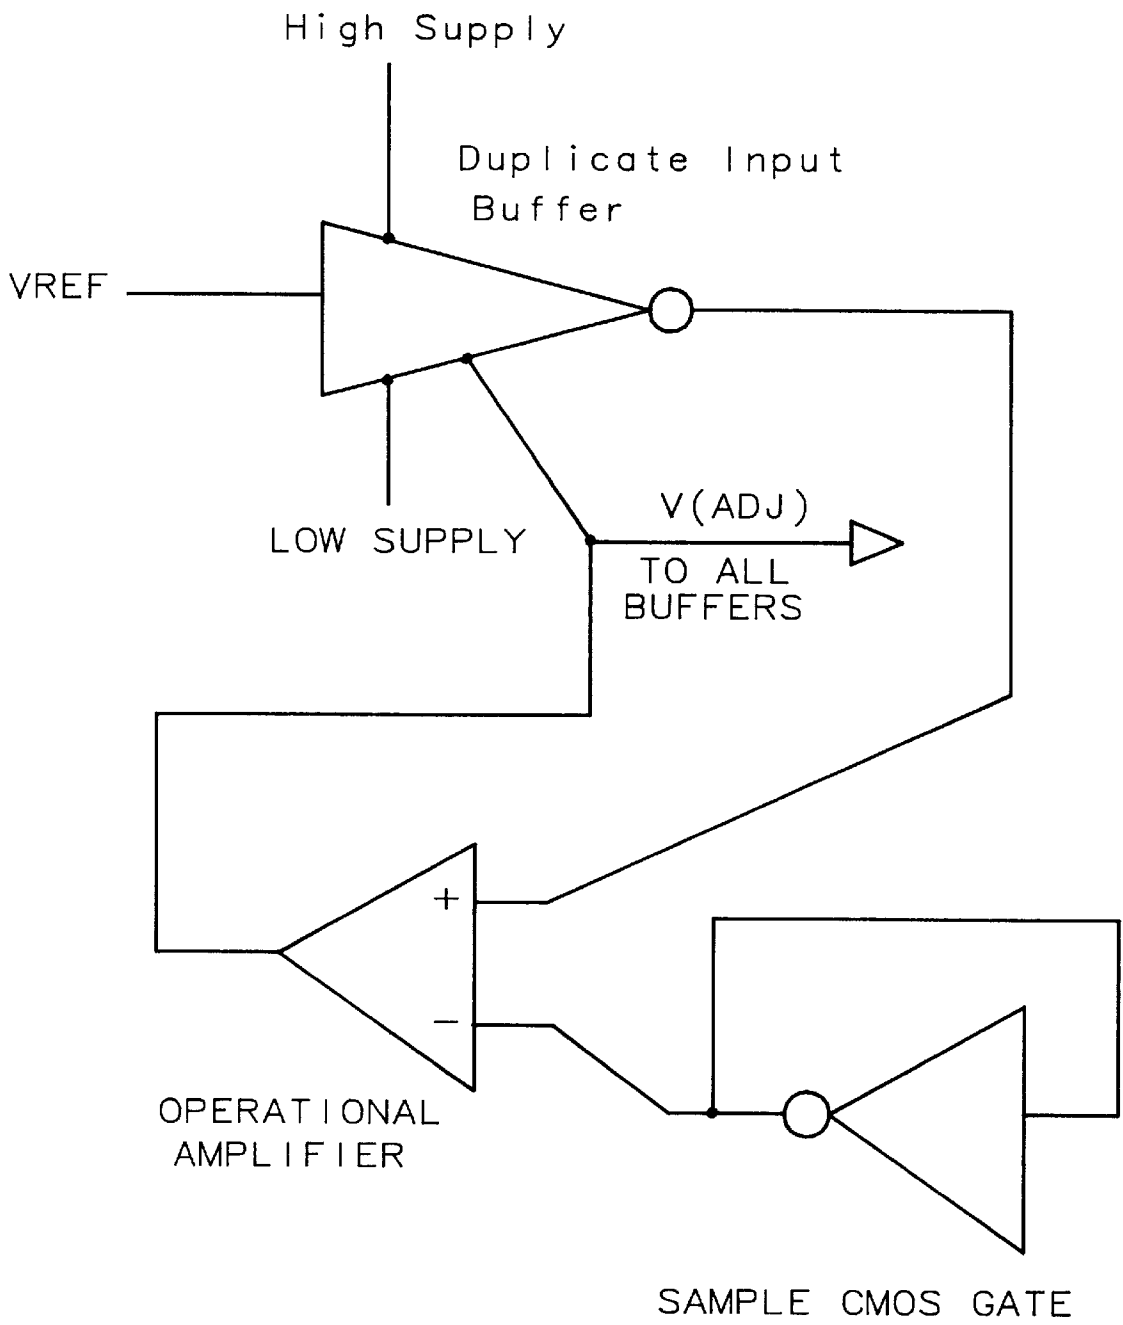 High Supply
Duplicate Input
Buffer
VREF
V(ADJ)
LOW SUPPLY
TO ALL
BUFFERS
+
−
OPERATIONAL
AMPLIFIER
SAMPLE CMOS GATE